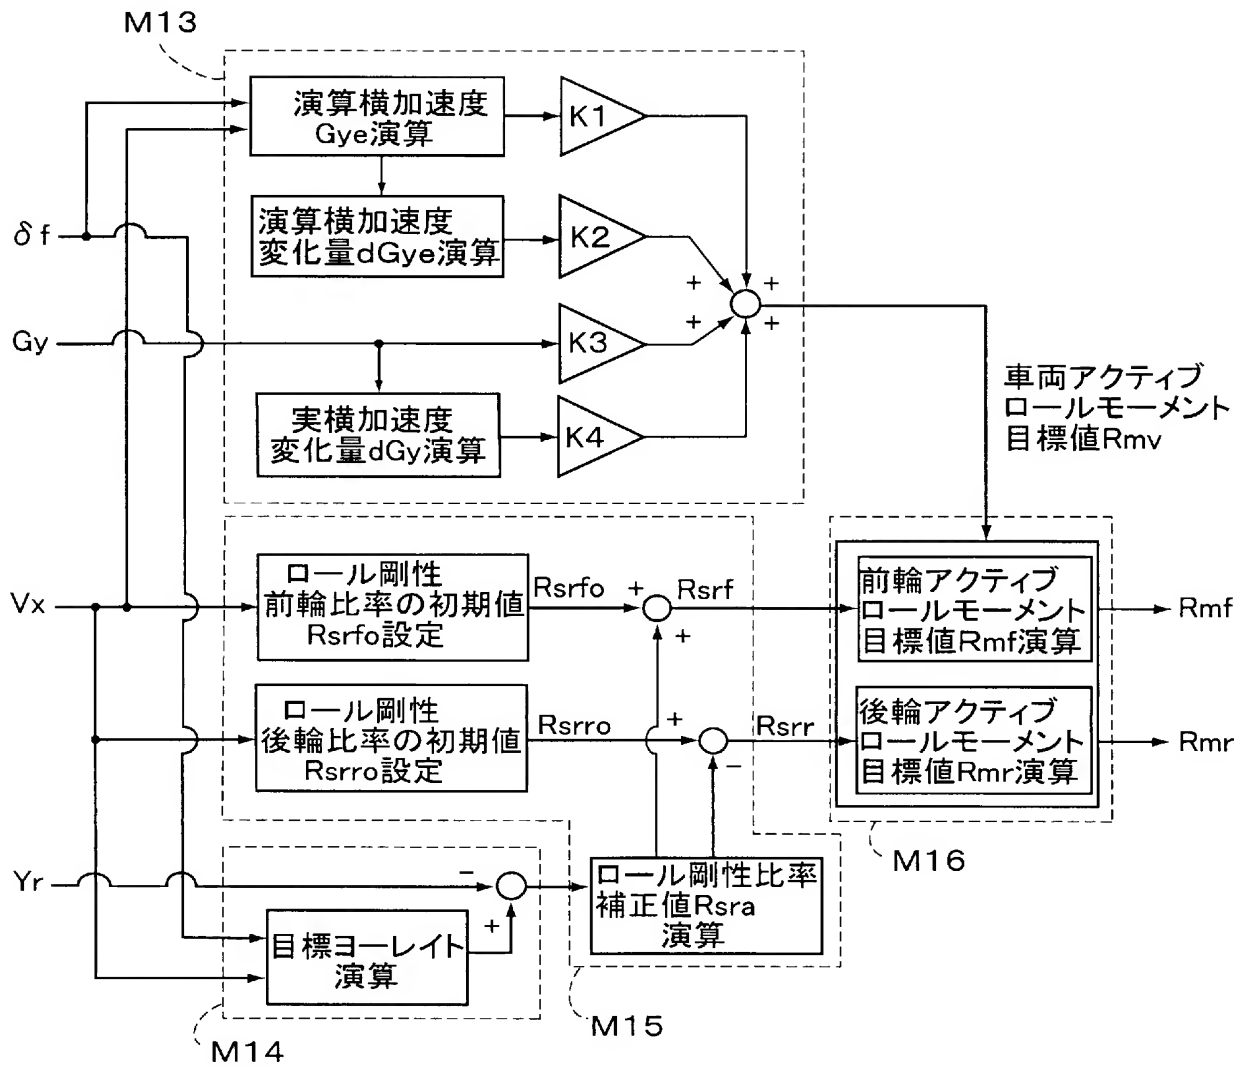 M13
演算横加速度
Gye演算
K1
演算横加速度
変化量dGye演算
K2
δf
+
+
Gy
+
+
K3
実横加速度
変化量dGy演算
K4
車両アクティブ
ロールモーメント
目標値Rmv
Vx
ロール剛性
前輪比率の初期値
Rsrfo設定
Rsrfo
+
+
Rsrf
前輪アクティブ
ロールモーメント
目標値Rmf演算
Rmf
ロール剛性
後輪比率の初期値
Rsrro設定
Rsrro
+
-
Rsrr
後輪アクティブ
ロールモーメント
目標値Rmr演算
Rmr
M16
Yr
-
+
目標ヨーレイト
演算
ロール剛性比率
補正値Rsra
演算
M15
M14